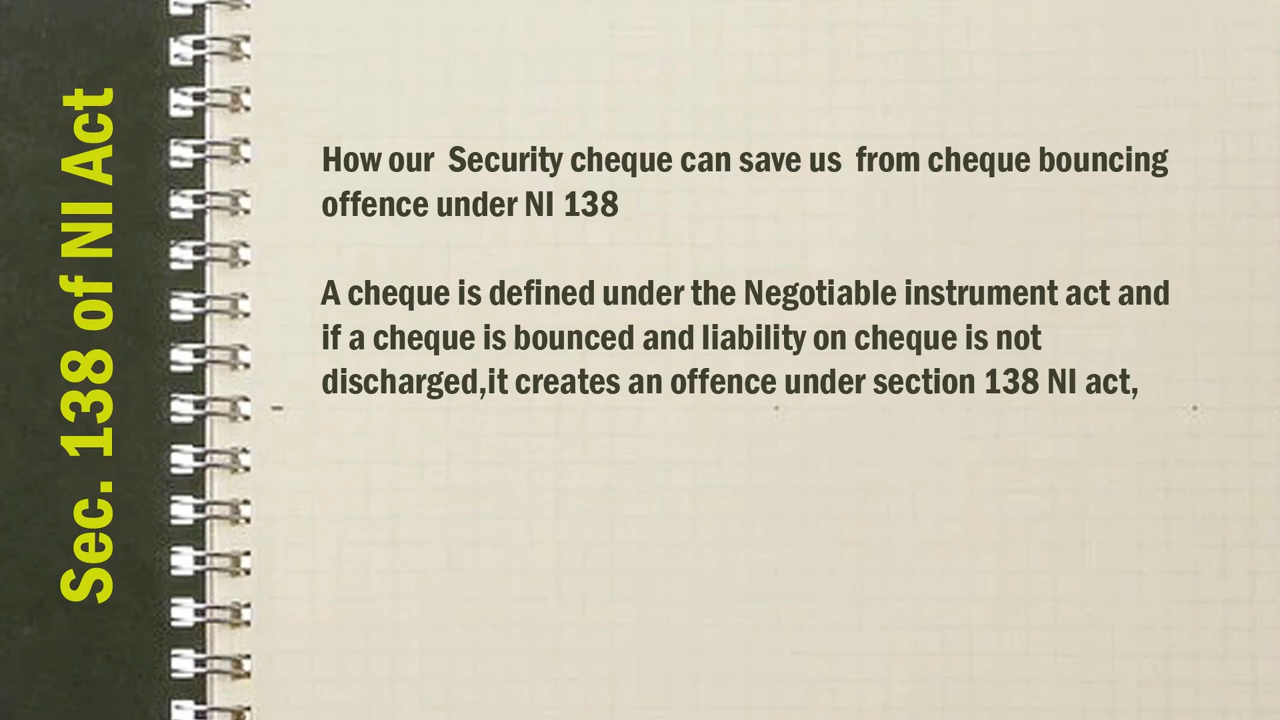 Sec. 138 of NI Act
How our  Security cheque can save us  from cheque bouncing
offence under NI 138
A cheque is defined under the Negotiable instrument act and
if a cheque is bounced and liability on cheque is not
discharged,it creates an offence under section 138 NI act,